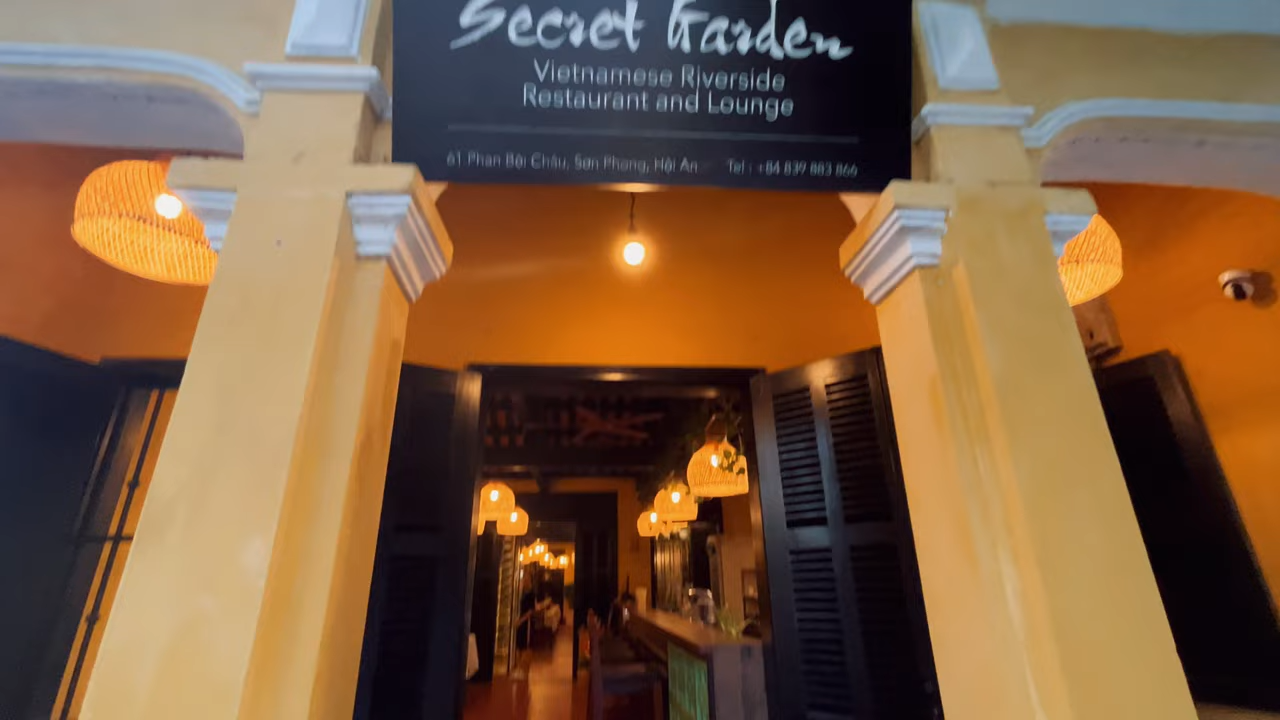 Secret Garden
Vietnamese Riverside
Restaurant and Lounge
61 Phan Bội Châu, Sơn Phong, Hội An Tel : +84 839 883 866